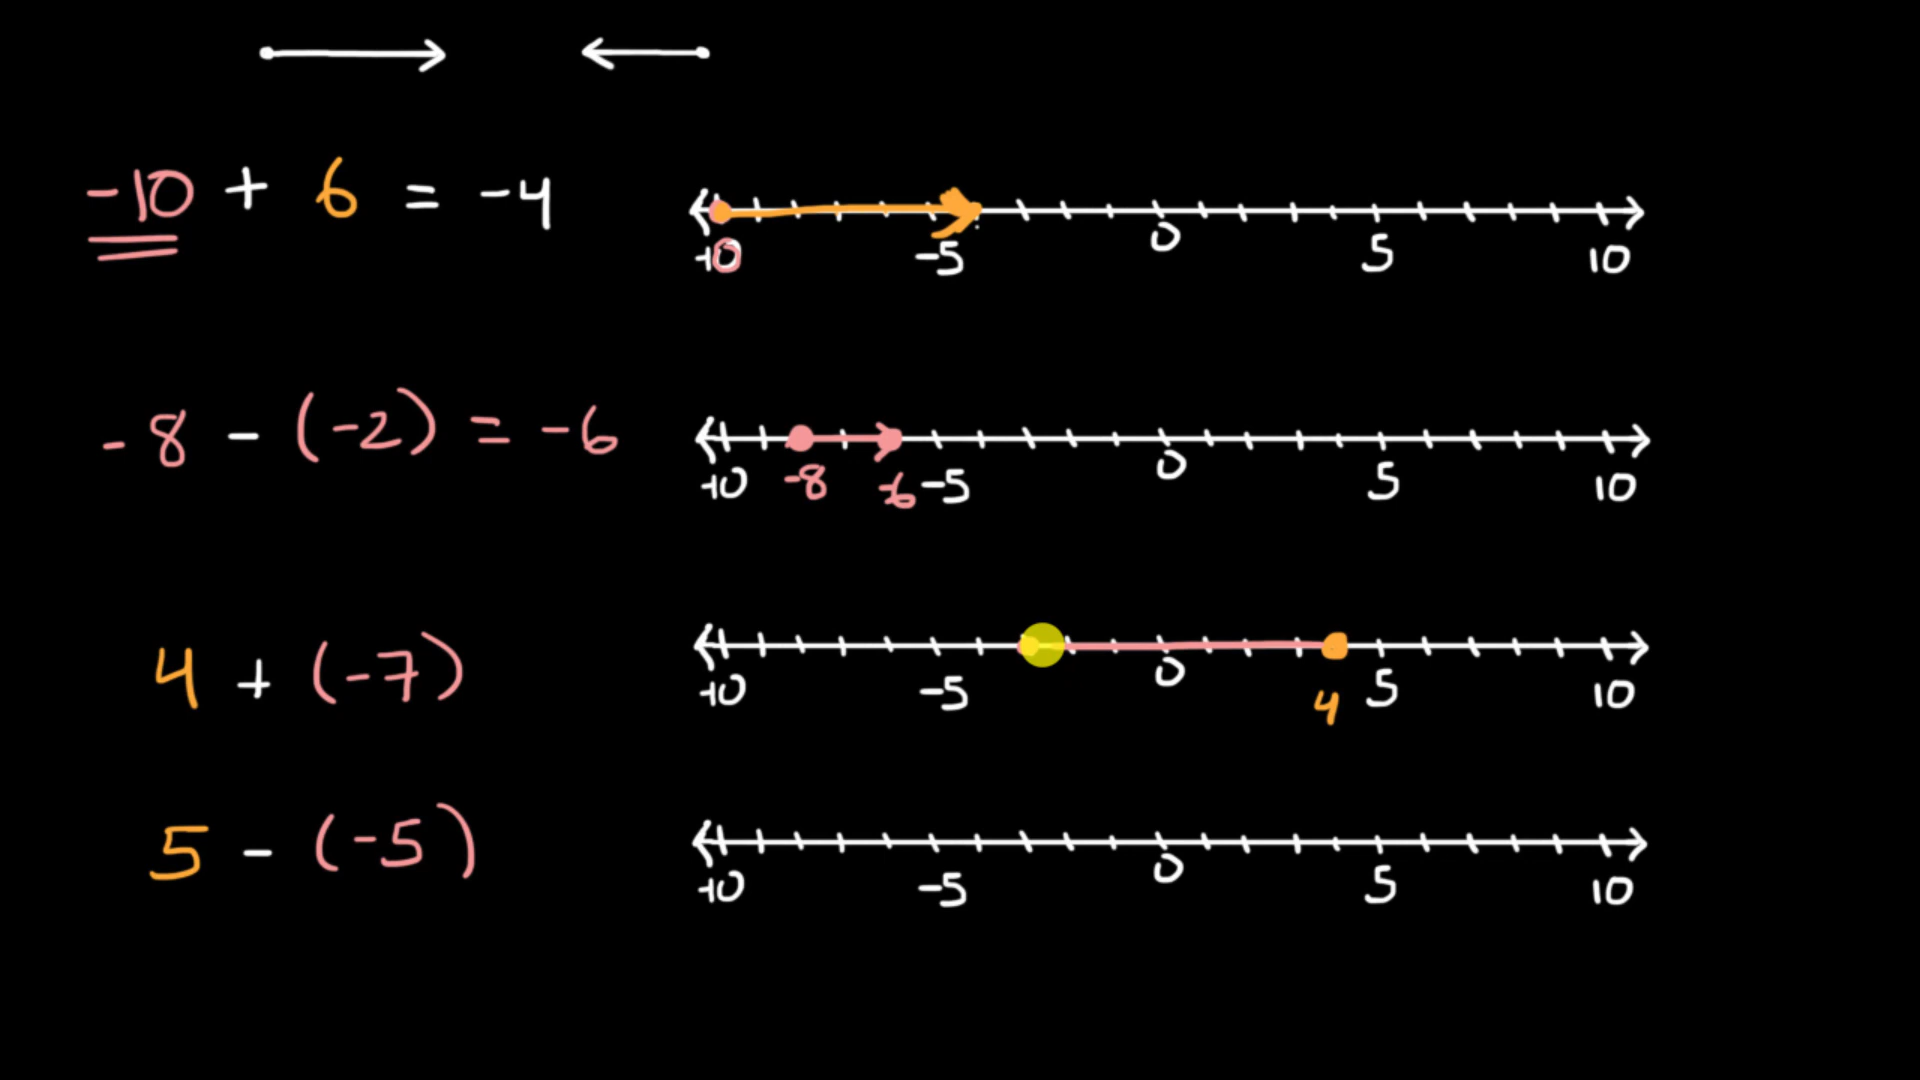 -10 + 6 = -4
-10 -5 0 5 10
-8 - (-2) = -6
-10 -8 -6 -5 0 5 10
4 + (-7)
-10 -5 0 4 5 10
5 - (-5)
-10 -5 0 5 10